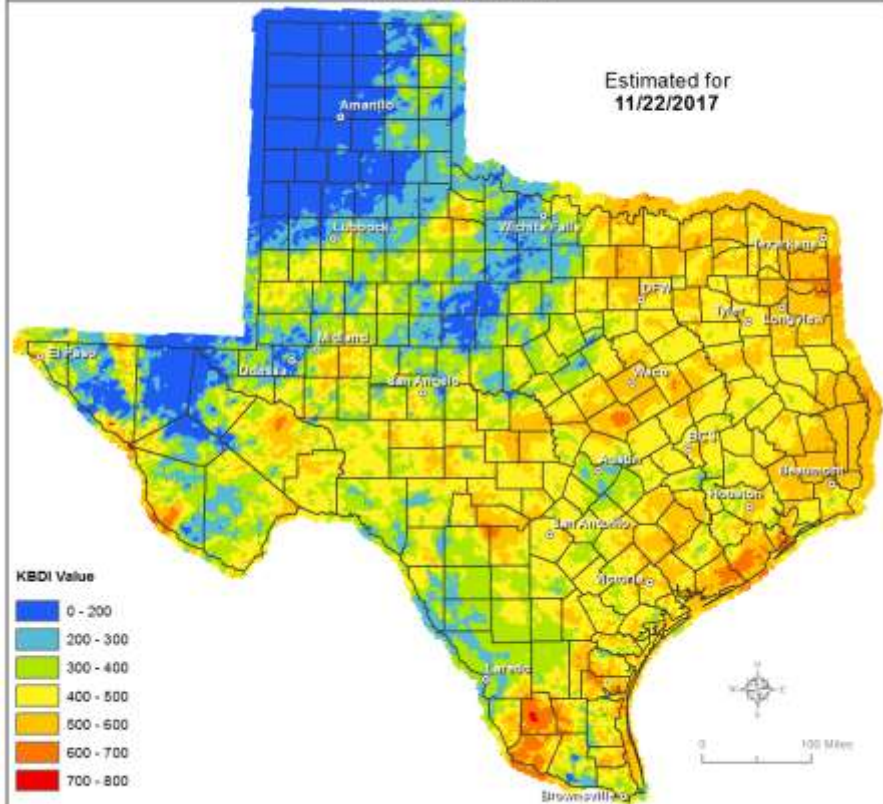 Estimated for
11/22/2017
Amarillo
Lubbock
Wichita Falls
Texarkana
DFW
Tyler
Longview
El Paso
Midland
Odessa
San Angelo
Waco
BCS
Austin
Beaumont
Houston
San Antonio
Victoria
Laredo
Brownsville
KBDI Value
0 - 200
200 - 300
300 - 400
400 - 500
500 - 600
600 - 700
700 - 800
N
W
E
S
0
100 Miles